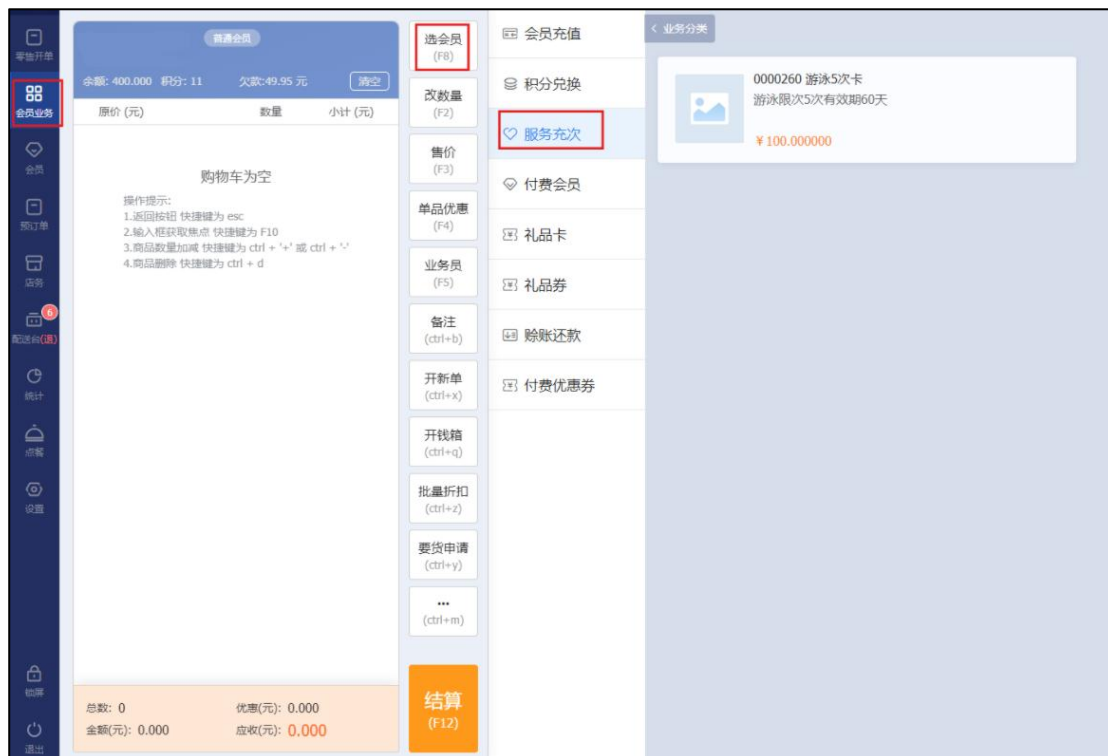 零售开单
会员业务
会员
预订单
店务
6
配送台(退)
统计
点餐
设置
锁屏
退出
普通会员
余额: 400.000 积分: 11 欠款:49.95 元 清空
原价 (元) 数量 小计 (元)
购物车为空
操作提示:
1.返回按钮 快捷键为 esc
2.输入框获取焦点 快捷键为 F10
3.商品数量加减 快捷键为 ctrl + '+' 或 ctrl + '-'
4.商品删除 快捷键为 ctrl + d
总数: 0 优惠(元): 0.000
金额(元): 0.000 应收(元): 0.000
选会员
(F8)
改数量
(F2)
售价
(F3)
单品优惠
(F4)
业务员
(F5)
备注
(ctrl+b)
开新单
(ctrl+x)
开钱箱
(ctrl+q)
批量折扣
(ctrl+z)
要货申请
(ctrl+y)
...
(ctrl+m)
结算
(F12)
会员充值
积分兑换
服务充次
付费会员
礼品卡
礼品券
赊账还款
付费优惠券
< 业务分类
0000260 游泳5次卡
游泳限次5次有效期60天
¥100.000000